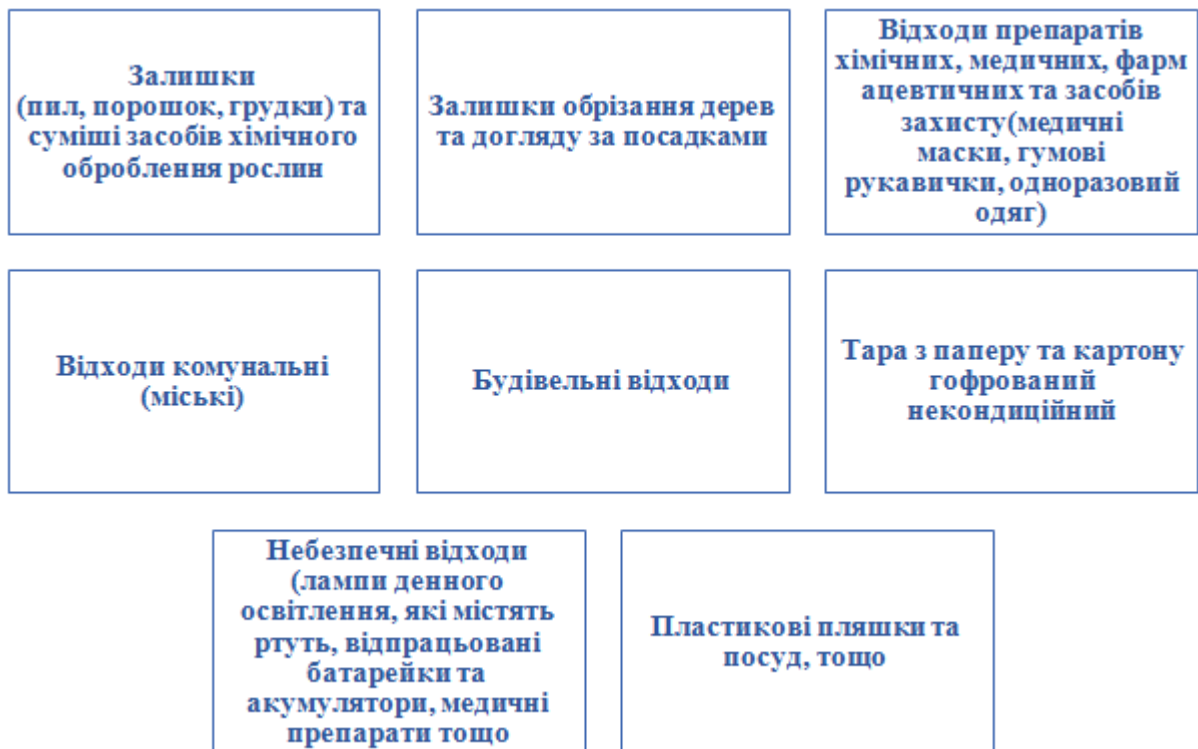 Залишки
(пил, порошок, грудки) та
суміші засобів хімічного
оброблення рослин
Залишки обрізання дерев
та догляду за посадками
Відходи препаратів
хімічних, медичних, фарм
ацевтичних та засобів
захисту(медичні
маски, гумові
рукавички, одноразовий
одяг)
Відходи комунальні
(міські)
Будівельні відходи
Тара з паперу та картону
гофрований
некондиційний
Небезпечні відходи
(лампи денного
освітлення, які містять
ртуть, відпрацьовані
батарейки та
акумулятори, медичні
препарати тощо
Пластикові пляшки та
посуд, тощо